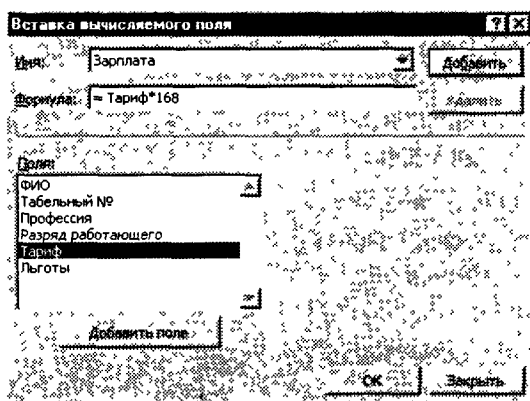 Вставка вычисляемого поля
Имя: Зарплата Добавить
Формула: = Тариф*168 Удалить
Поля:
ФИО
Табельный №
Профессия
Разряд работающего
Тариф
Льготы
Добавить поле
ОК Закрыть